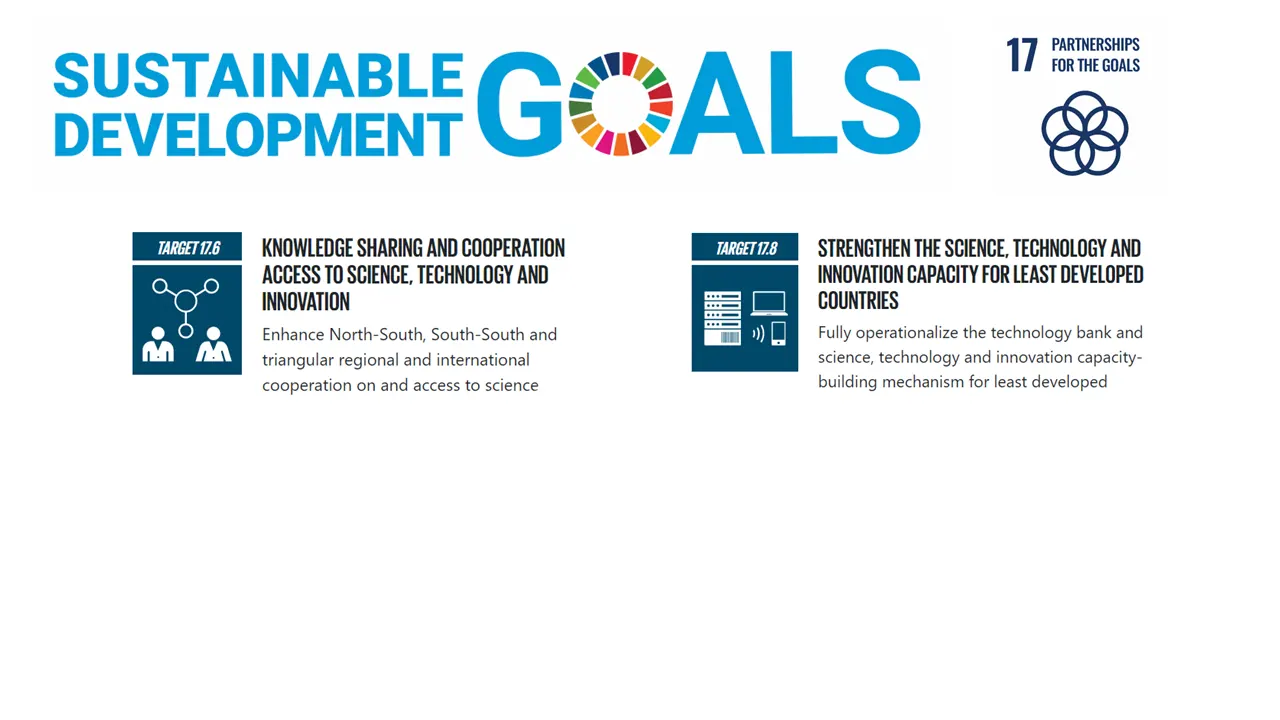 SUSTAINABLE
DEVELOPMENT
GOALS
17 PARTNERSHIPS
FOR THE GOALS
TARGET 17.6
KNOWLEDGE SHARING AND COOPERATION
ACCESS TO SCIENCE, TECHNOLOGY AND
INNOVATION
Enhance North-South, South-South and
triangular regional and international
cooperation on and access to science
TARGET 17.8
STRENGTHEN THE SCIENCE, TECHNOLOGY AND
INNOVATION CAPACITY FOR LEAST DEVELOPED
COUNTRIES
Fully operationalize the technology bank and
science, technology and innovation capacity-
building mechanism for least developed